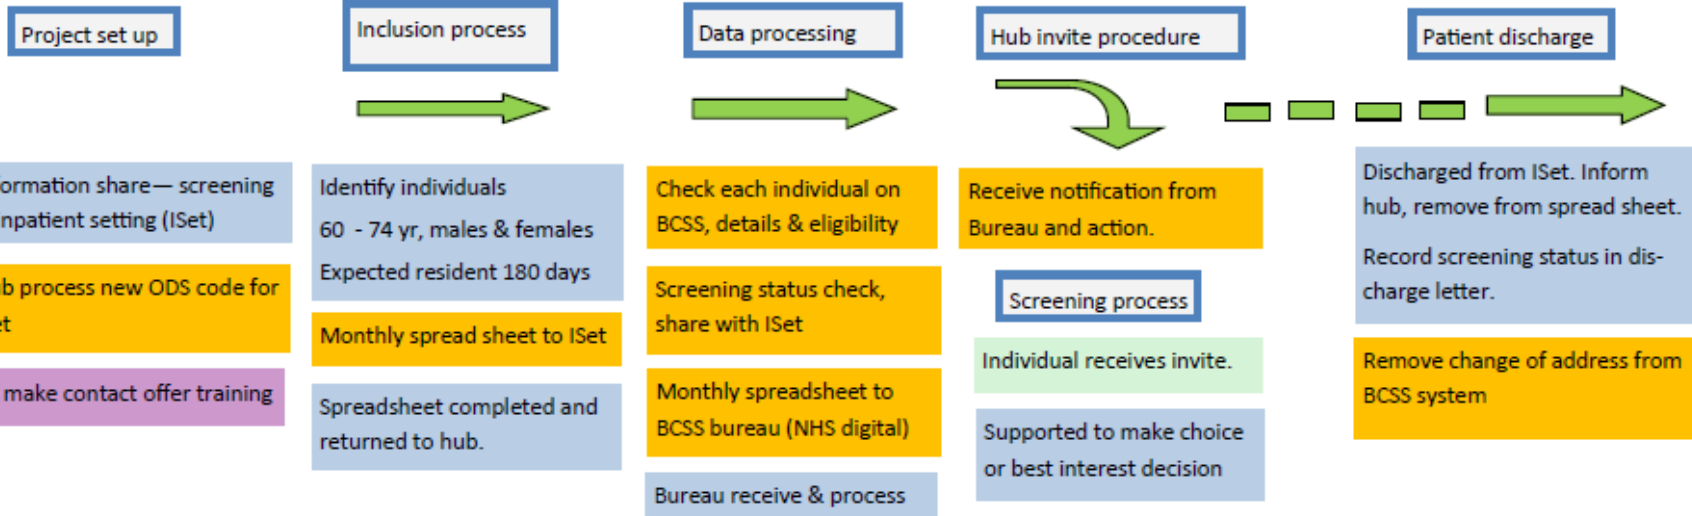 Project set up
formation share— screening
npatient setting (ISet)
b process new ODS code for
et
make contact offer training
Inclusion process
Identify individuals
60 - 74 yr, males & females
Expected resident 180 days
Monthly spread sheet to ISet
Spreadsheet completed and
returned to hub.
Data processing
Check each individual on
BCSS, details & eligibility
Screening status check,
share with ISet
Monthly spreadsheet to
BCSS bureau (NHS digital)
Bureau receive & process
Hub invite procedure
Receive notification from
Bureau and action.
Screening process
Individual receives invite.
Supported to make choice
or best interest decision
Patient discharge
Discharged from ISet. Inform
hub, remove from spread sheet.
Record screening status in dis-
charge letter.
Remove change of address from
BCSS system